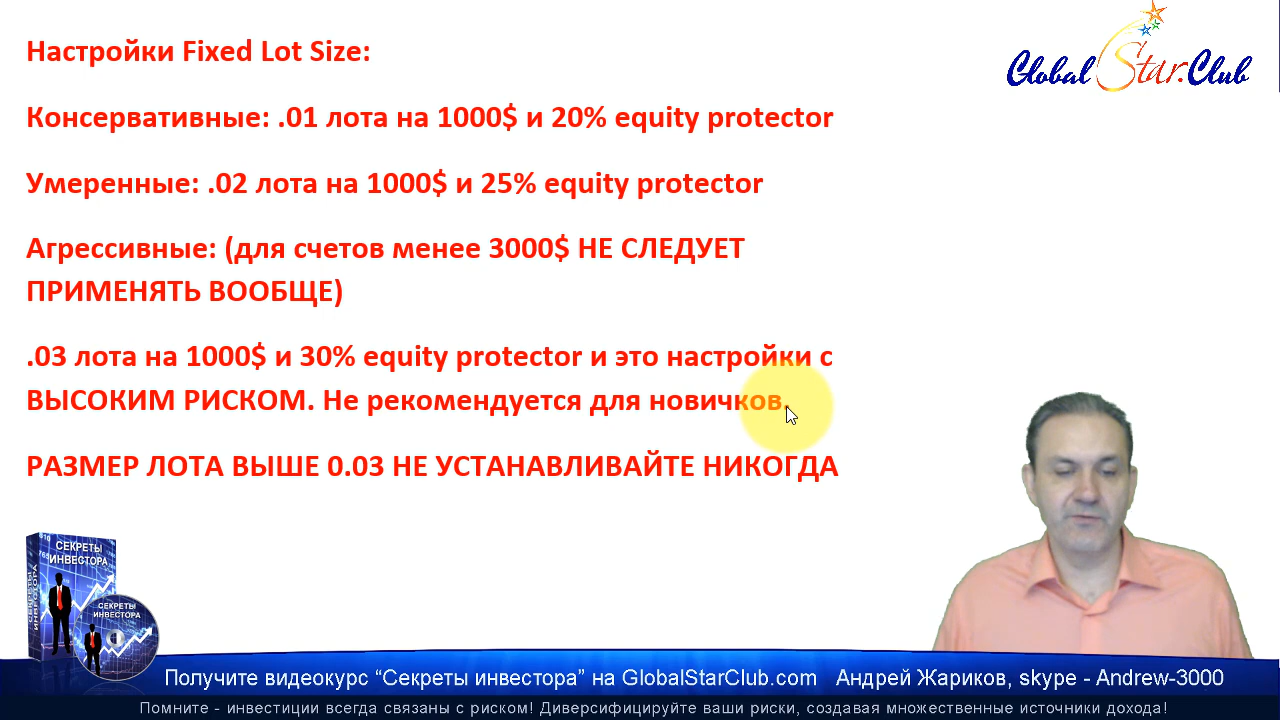 Настройки Fixed Lot Size:
Global Star.Club
Консервативные: .01 лота на 1000$ и 20% equity protector
Умеренные: .02 лота на 1000$ и 25% equity protector
Агрессивные: (для счетов менее 3000$ НЕ СЛЕДУЕТ
ПРИМЕНЯТЬ ВООБЩЕ)
.03 лота на 1000$ и 30% equity protector и это настройки с
ВЫСОКИМ РИСКОМ. Не рекомендуется для новичков.
РАЗМЕР ЛОТА ВЫШЕ 0.03 НЕ УСТАНАВЛИВАЙТЕ НИКОГДА
СЕКРЕТЫ
ИНВЕСТОРА
СЕКРЕТЫ
ИНВЕСТОРА
СЕКРЕТЫ
ИНВЕСТОРА
Получите видеокурс “Секреты инвестора” на GlobalStarClub.com Андрей Жариков, skype - Andrew-3000
Помните - инвестиции всегда связаны с риском! Диверсифицируйте ваши риски, создавая множественные источники дохода!